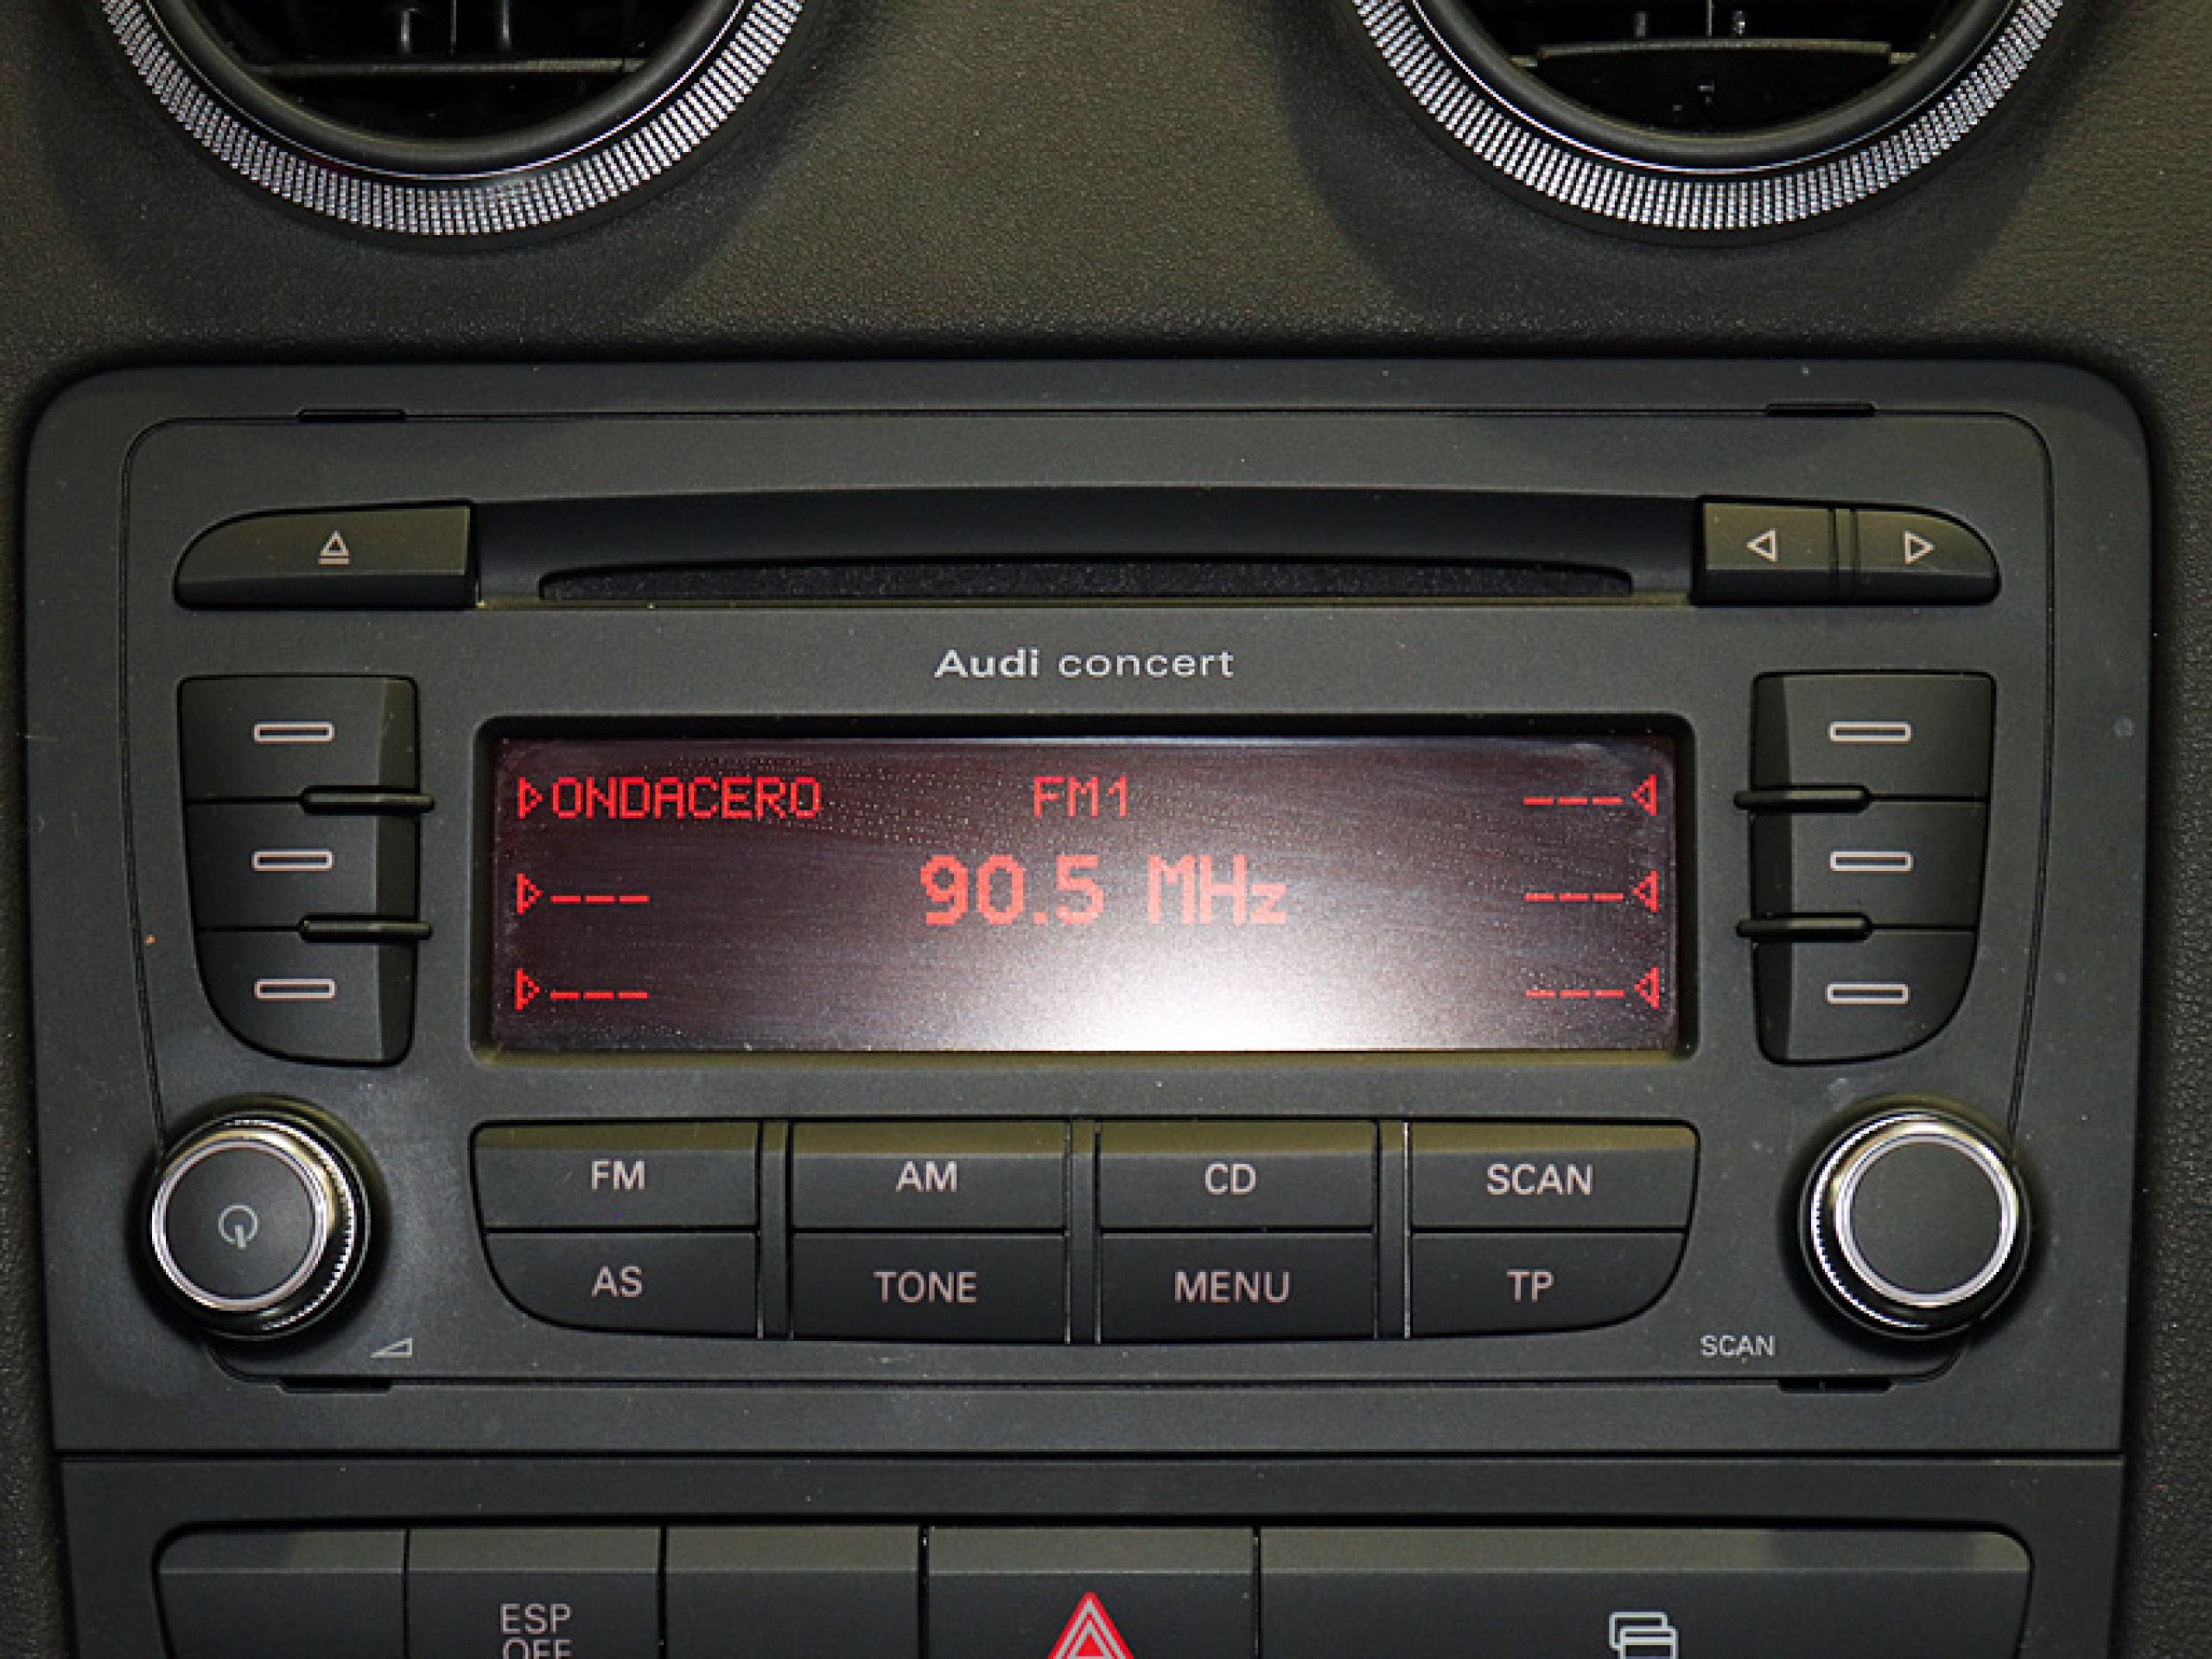 Audi concert
ONDACERO FM1 ---
--- 90.5 MHz ---
--- ---
FM AM CD SCAN
AS TONE MENU TP
SCAN
ESP
OFF